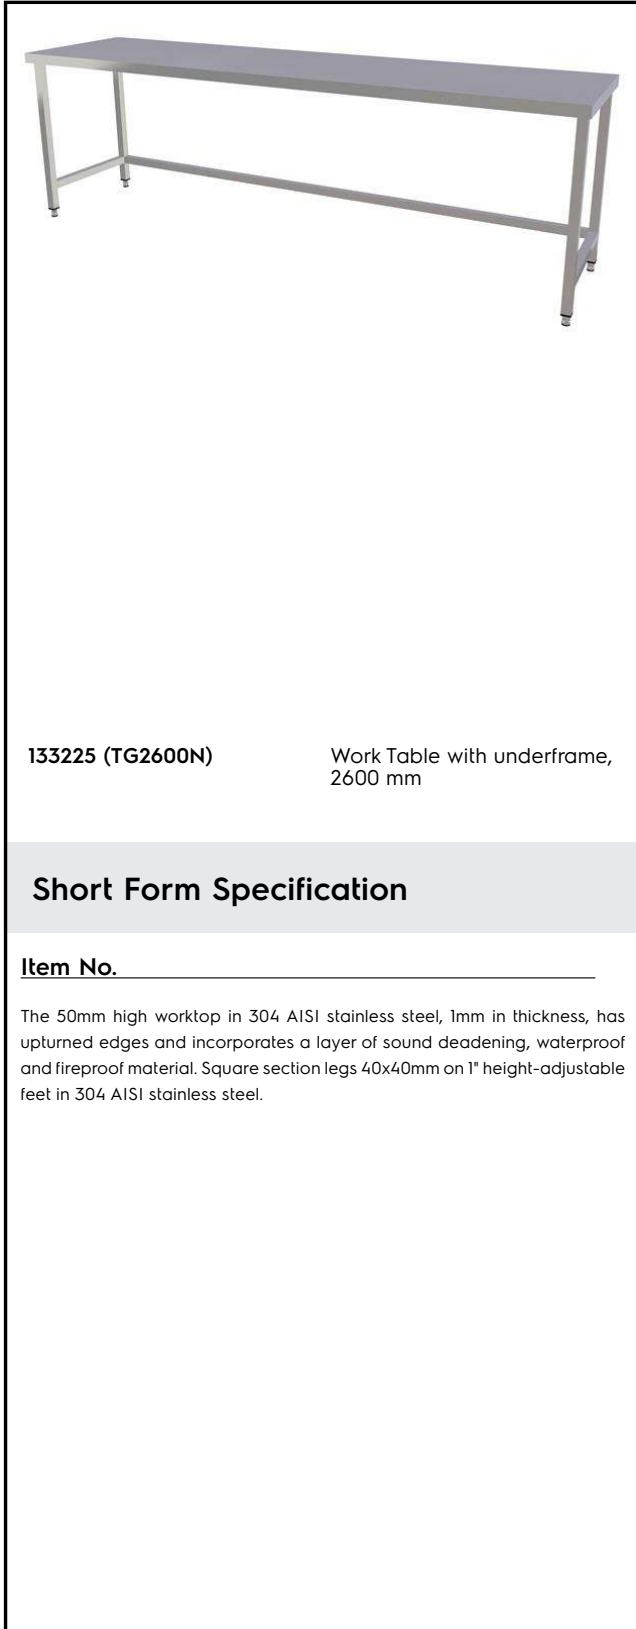 133225 (TG2600N)
Work Table with underframe,
2600 mm
Short Form Specification
Item No.
The 50mm high worktop in 304 AISI stainless steel, 1mm in thickness, has
upturned edges and incorporates a layer of sound deadening, waterproof
and fireproof material. Square section legs 40x40mm on 1" height-adjustable
feet in 304 AISI stainless steel.